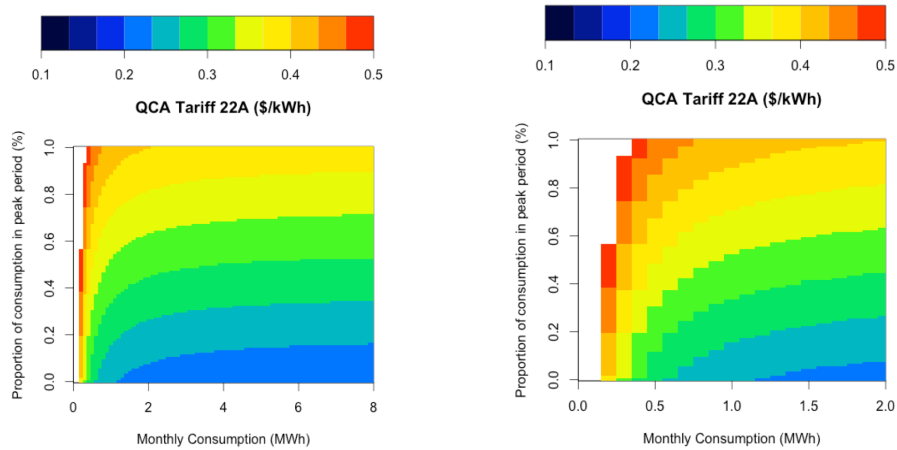 0.1 0.2 0.3 0.4 0.5
QCA Tariff 22A ($/kWh)
Proportion of consumption in peak period (%)
1.0
0.8
0.6
0.4
0.2
0.0
0 2 4 6 8
Monthly Consumption (MWh)
0.1 0.2 0.3 0.4 0.5
QCA Tariff 22A ($/kWh)
Proportion of consumption in peak period (%)
1.0
0.8
0.6
0.4
0.2
0.0
0.0 0.5 1.0 1.5 2.0
Monthly Consumption (MWh)